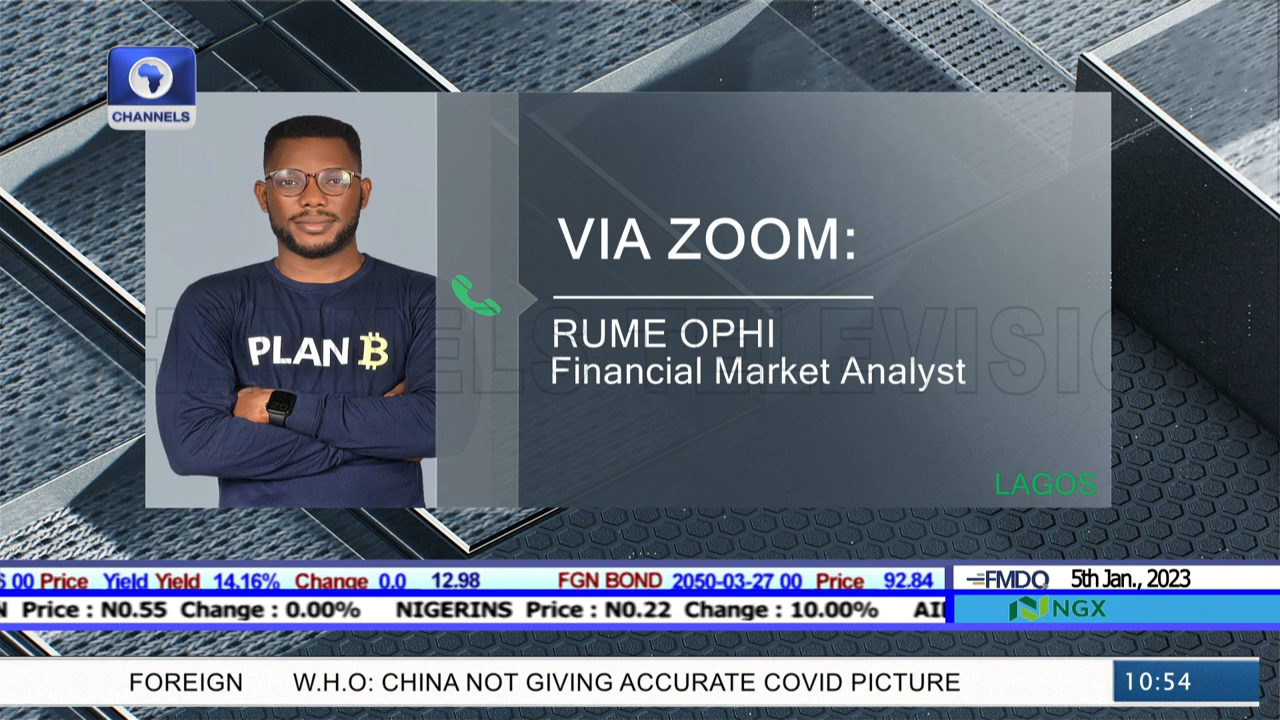 CHANNELS
PLAN ₿
VIA ZOOM:
RUME OPHI
Financial Market Analyst
CHANNELS TELEVISION
LAGOS
00 Price Yield Yield 14.16% Change 0.0 12.98 FGN BOND 2050-03-27 00 Price 92.84
FMDQ 5th Jan., 2023
Price : N0.55 Change : 0.00% NIGERINS Price : N0.22 Change : 10.00%
NGX
FOREIGN W.H.O: CHINA NOT GIVING ACCURATE COVID PICTURE
10:54